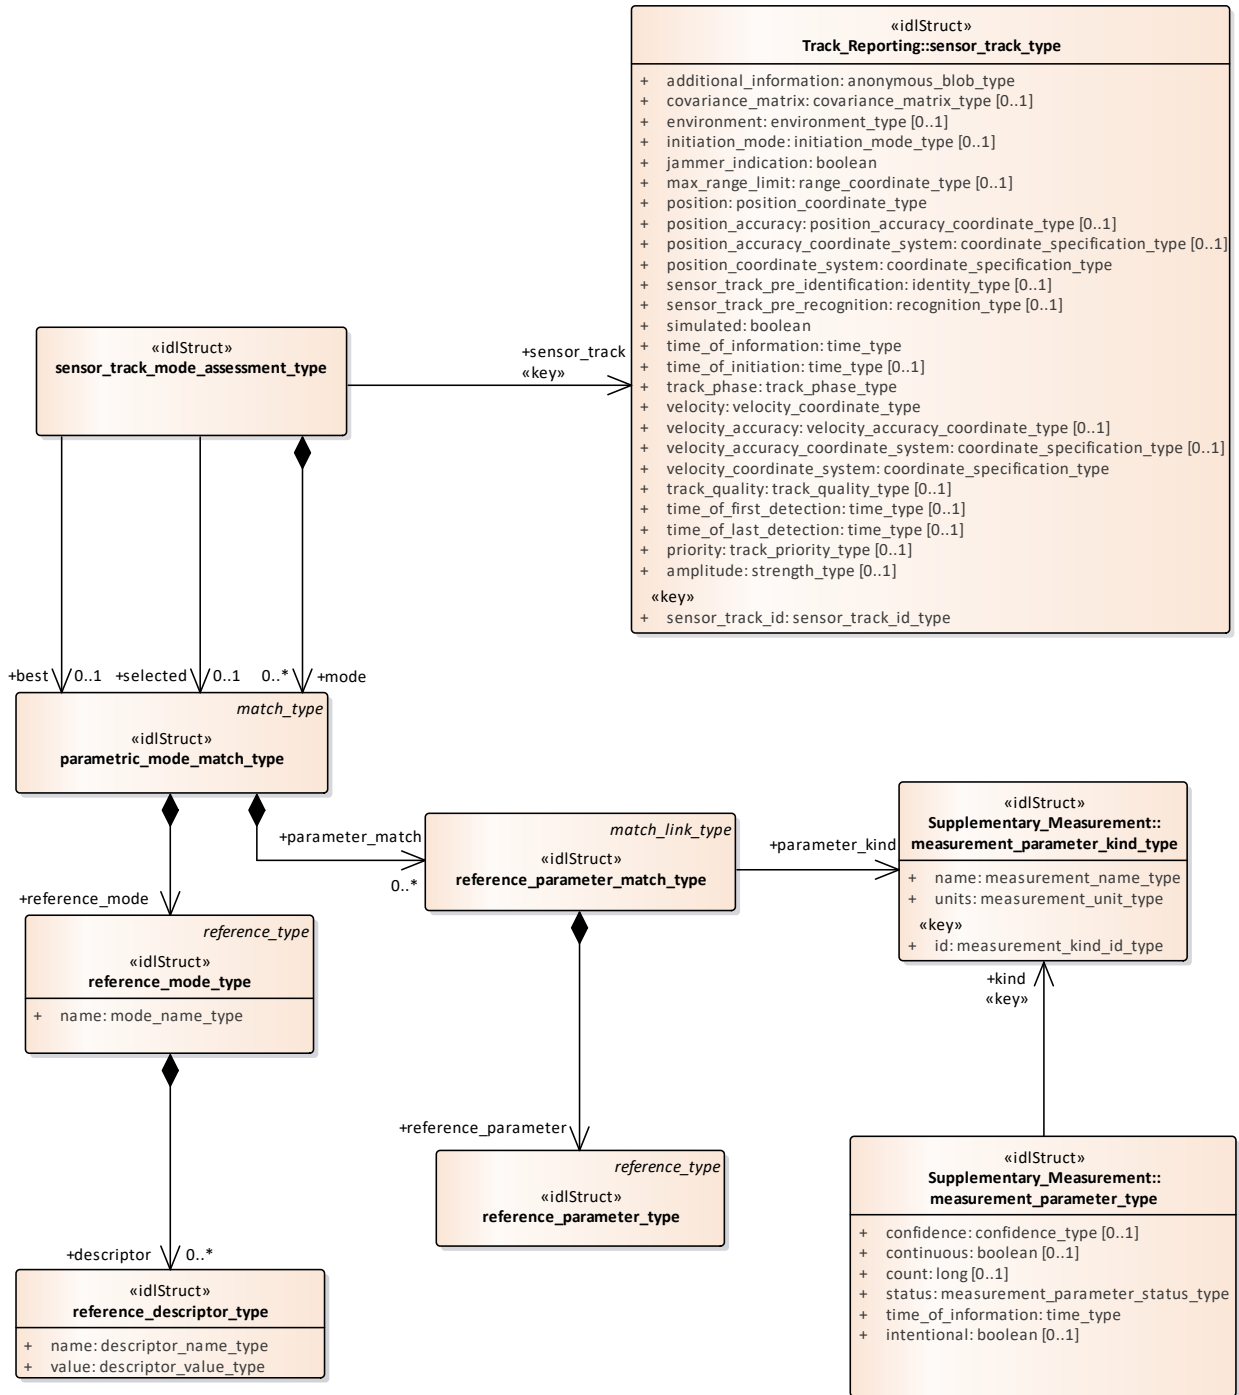 «idlStruct»
Track_Reporting::sensor_track_type
+ additional_information: anonymous_blob_type
+ covariance_matrix: covariance_matrix_type [0..1]
+ environment: environment_type [0..1]
+ initiation_mode: initiation_mode_type [0..1]
+ jammer_indication: boolean
+ max_range_limit: range_coordinate_type [0..1]
+ position: position_coordinate_type
+ position_accuracy: position_accuracy_coordinate_type [0..1]
+ position_accuracy_coordinate_system: coordinate_specification_type [0..1]
+ position_coordinate_system: coordinate_specification_type
+ sensor_track_pre_identification: identity_type [0..1]
+ sensor_track_pre_recognition: recognition_type [0..1]
+ simulated: boolean
+ time_of_information: time_type
+ time_of_initiation: time_type [0..1]
+ track_phase: track_phase_type
+ velocity: velocity_coordinate_type
+ velocity_accuracy: velocity_accuracy_coordinate_type [0..1]
+ velocity_accuracy_coordinate_system: coordinate_specification_type [0..1]
+ velocity_coordinate_system: coordinate_specification_type
+ track_quality: track_quality_type [0..1]
+ time_of_first_detection: time_type [0..1]
+ time_of_last_detection: time_type [0..1]
+ priority: track_priority_type [0..1]
+ amplitude: strength_type [0..1]
«key»
+ sensor_track_id: sensor_track_id_type
«idlStruct»
sensor_track_mode_assessment_type
+sensor_track
«key»
+best 0..1 +selected 0..1 0..* +mode
match_type
«idlStruct»
parametric_mode_match_type
+parameter_match
0..*
match_link_type
«idlStruct»
reference_parameter_match_type
+parameter_kind
«idlStruct»
Supplementary_Measurement::
measurement_parameter_kind_type
+ name: measurement_name_type
+ units: measurement_unit_type
«key»
+ id: measurement_kind_id_type
+reference_mode
reference_type
«idlStruct»
reference_mode_type
+ name: mode_name_type
+kind
«key»
+reference_parameter
reference_type
«idlStruct»
reference_parameter_type
«idlStruct»
Supplementary_Measurement::
measurement_parameter_type
+ confidence: confidence_type [0..1]
+ continuous: boolean [0..1]
+ count: long [0..1]
+ status: measurement_parameter_status_type
+ time_of_information: time_type
+ intentional: boolean [0..1]
+descriptor 0..*
«idlStruct»
reference_descriptor_type
+ name: descriptor_name_type
+ value: descriptor_value_type